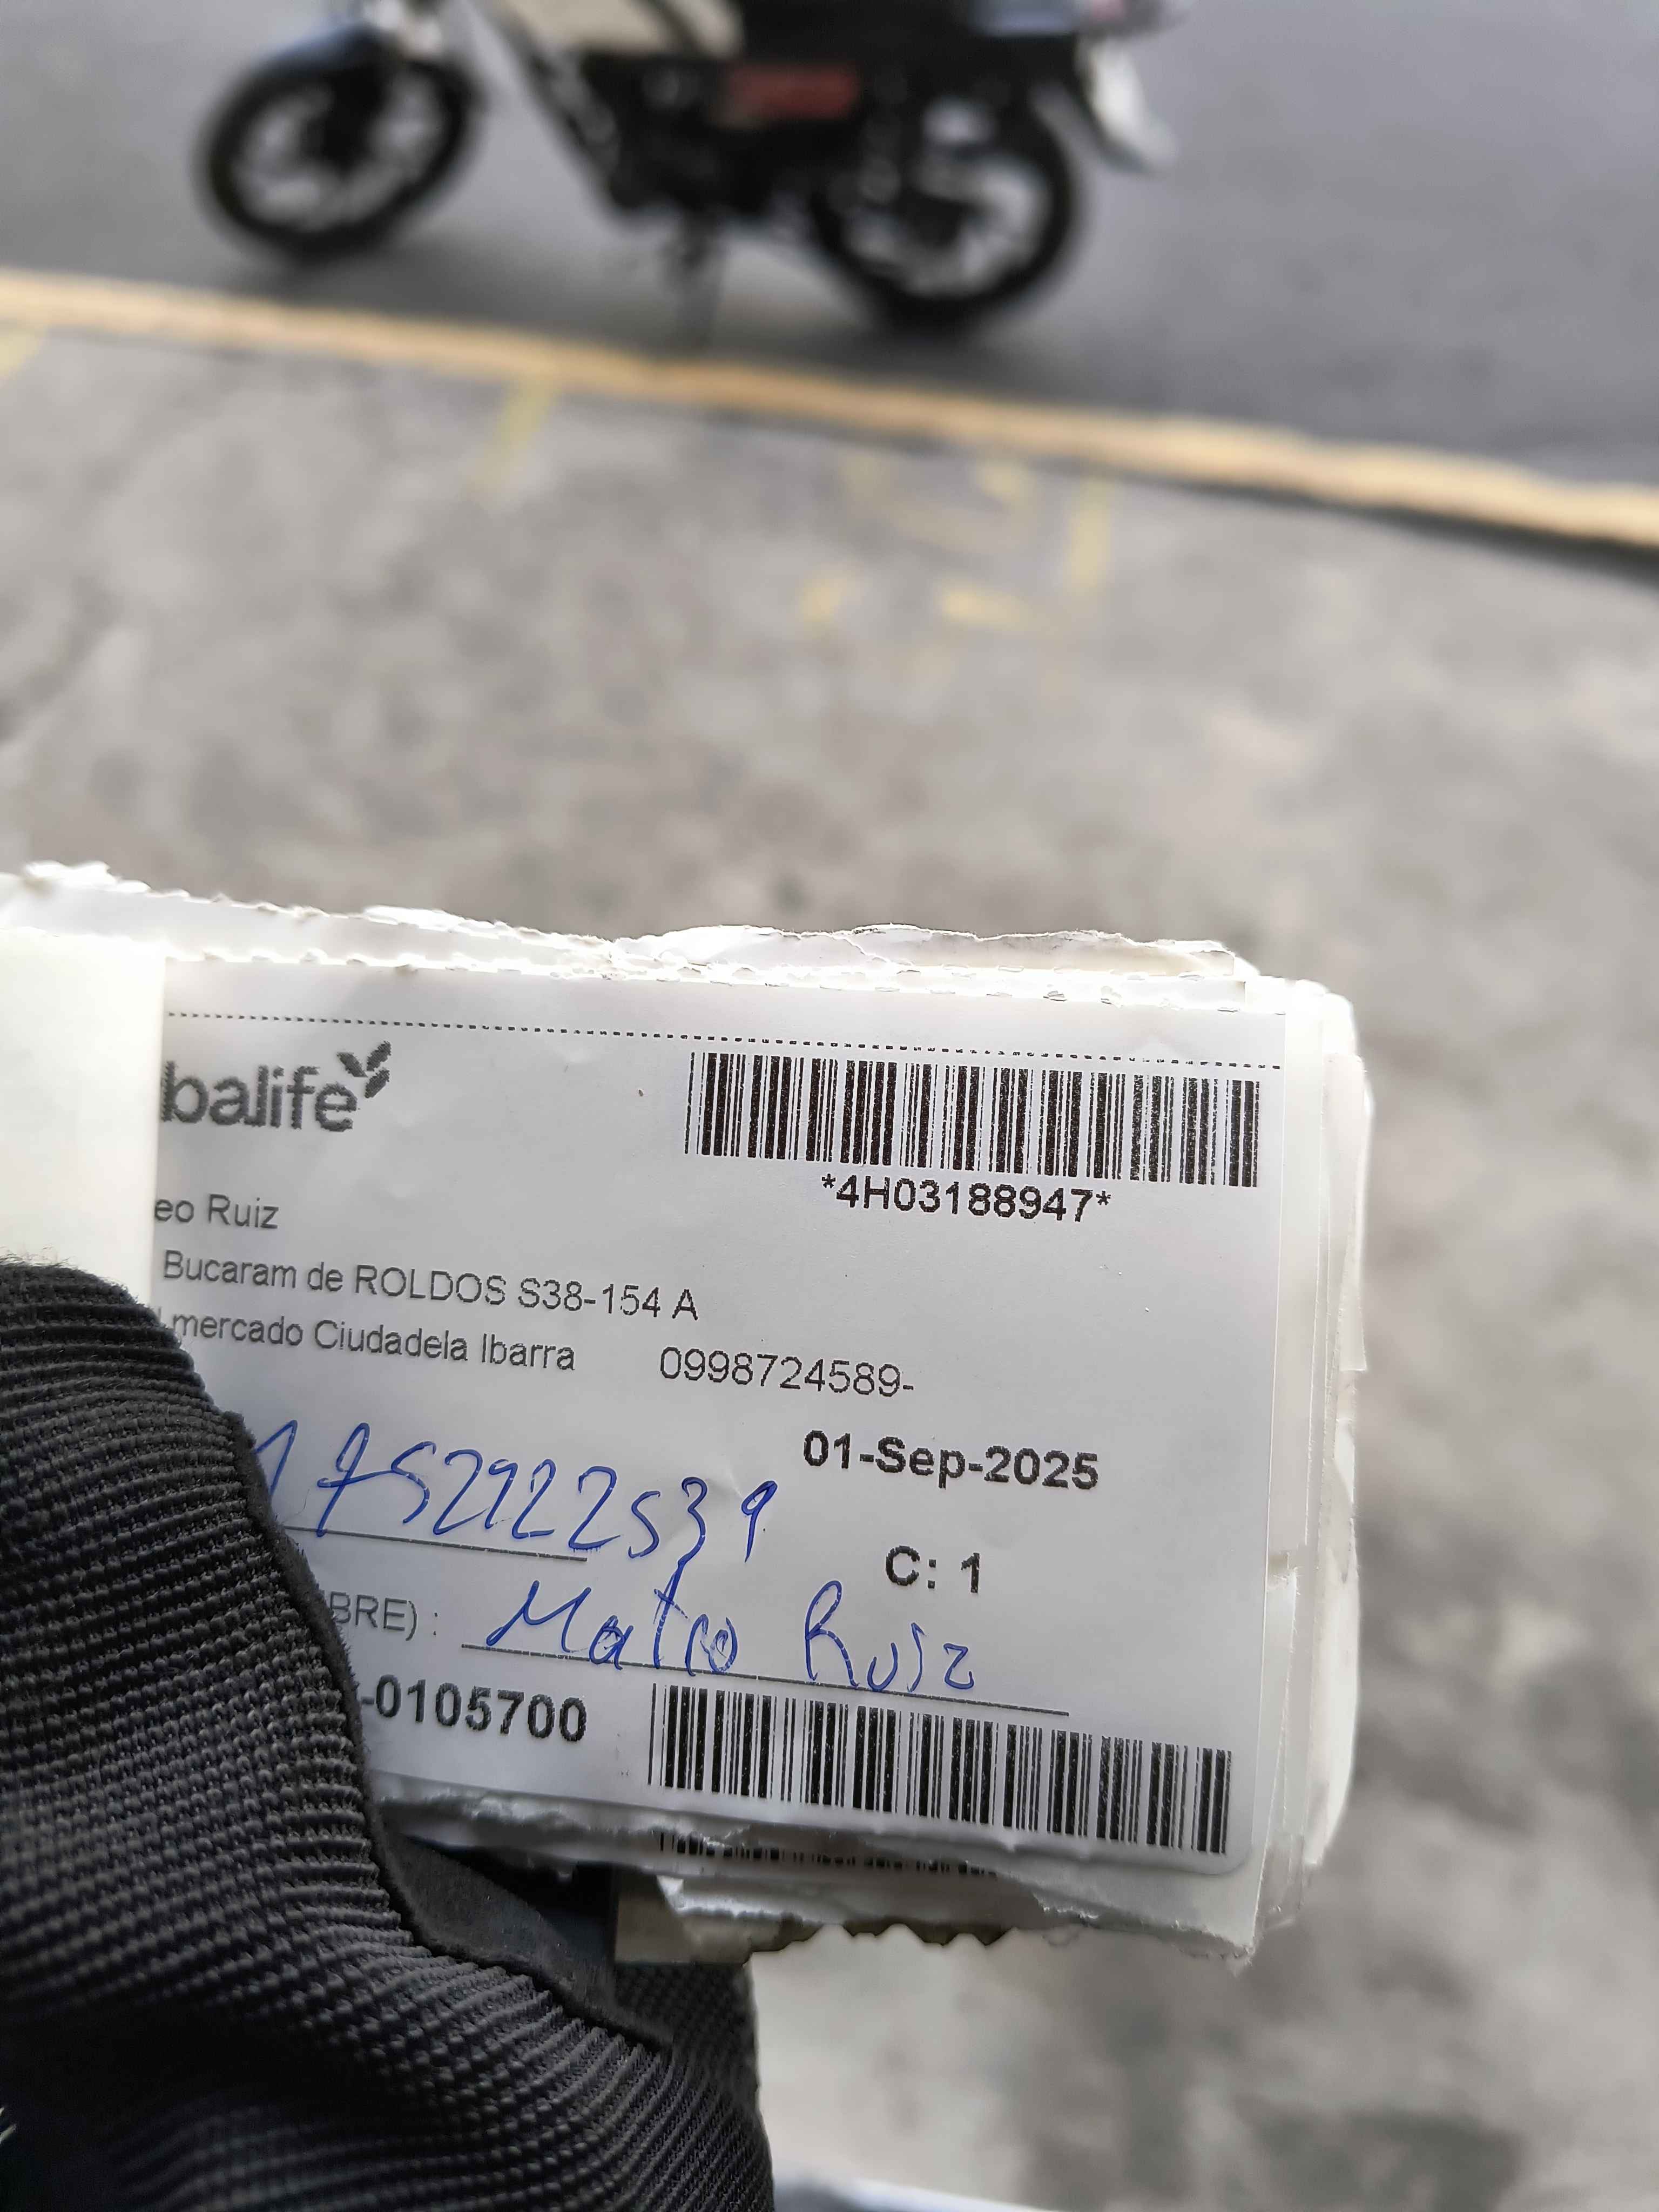 balife
*4H03188947*
eo Ruiz
Bucaram de ROLDOS S38-154 A
mercado Ciudadela Ibarra 0998724589-
01-Sep-2025
1752922539
C: 1
BRE) : Mateo Ruiz
-0105700